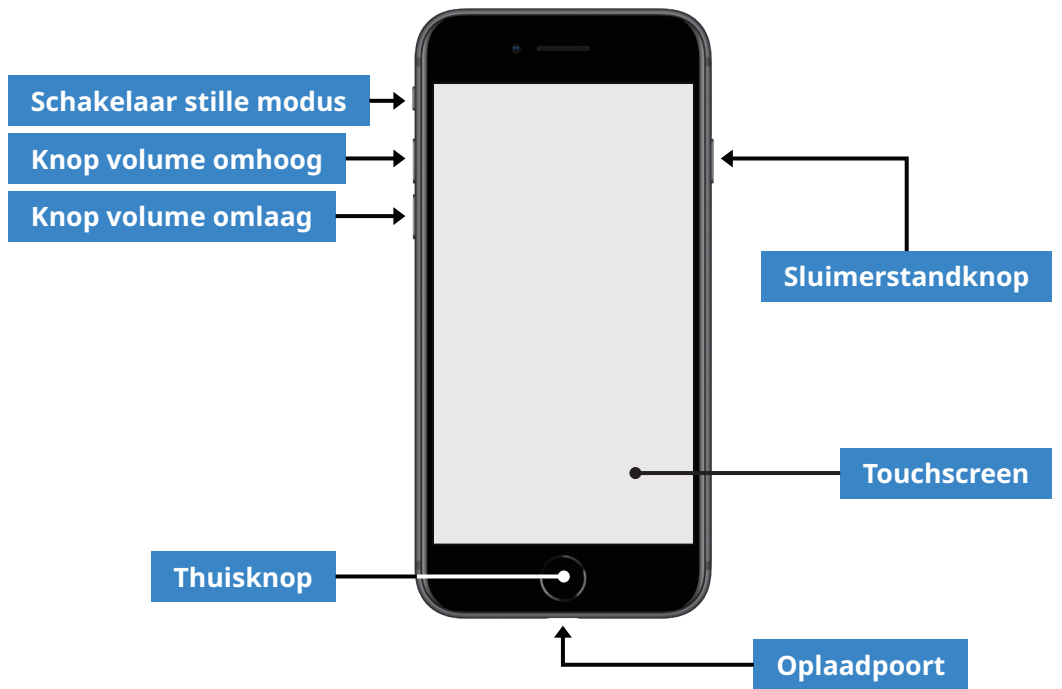 Schakelaar stille modus
Knop volume omhoog
Knop volume omlaag
Sluimerstandknop
Touchscreen
Thuisknop
Oplaadpoort